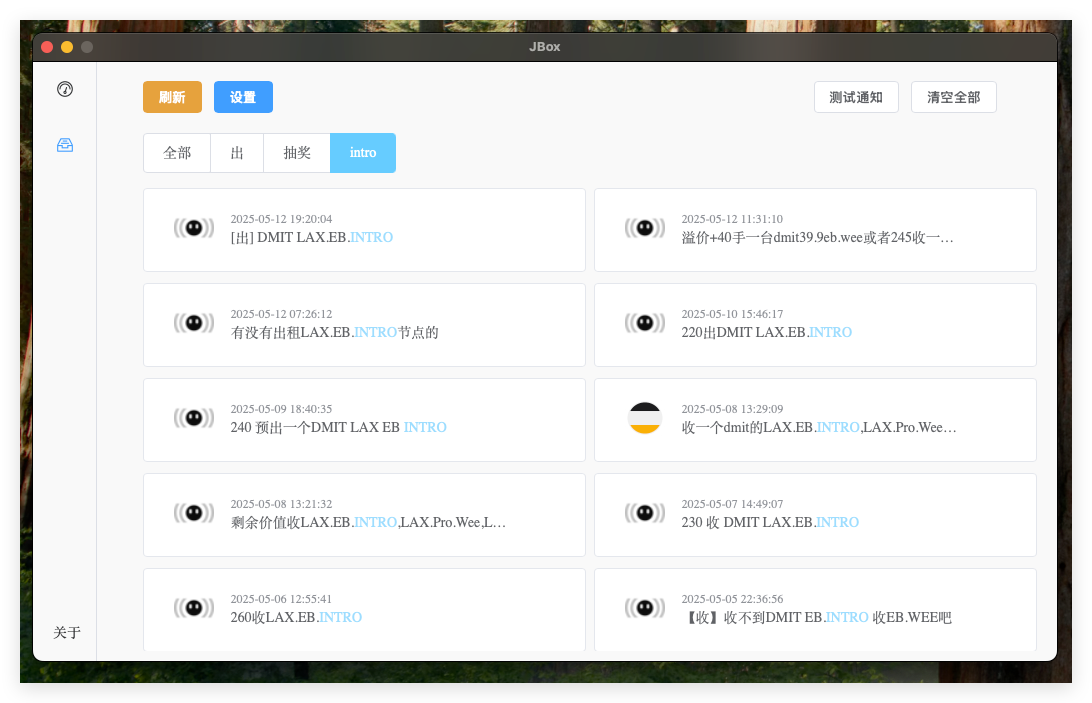 JBox
刷新
设置
测试通知
清空全部
全部
出
抽奖
intro
2025-05-12 19:20:04
[出] DMIT LAX.EB.INTRO
2025-05-12 11:31:10
溢价+40手一台dmit39.9eb.wee或者245收一…
2025-05-12 07:26:12
有没有出租LAX.EB.INTRO节点的
2025-05-10 15:46:17
220出DMIT LAX.EB.INTRO
2025-05-09 18:40:35
240 预出一个DMIT LAX EB INTRO
2025-05-08 13:29:09
收一个dmit的LAX.EB.INTRO,LAX.Pro.Wee…
2025-05-08 13:21:32
剩余价值收LAX.EB.INTRO,LAX.Pro.Wee,L…
2025-05-07 14:49:07
230 收 DMIT LAX.EB.INTRO
2025-05-06 12:55:41
260收LAX.EB.INTRO
2025-05-05 22:36:56
【收】收不到DMIT EB.INTRO 收EB.WEE吧
关于